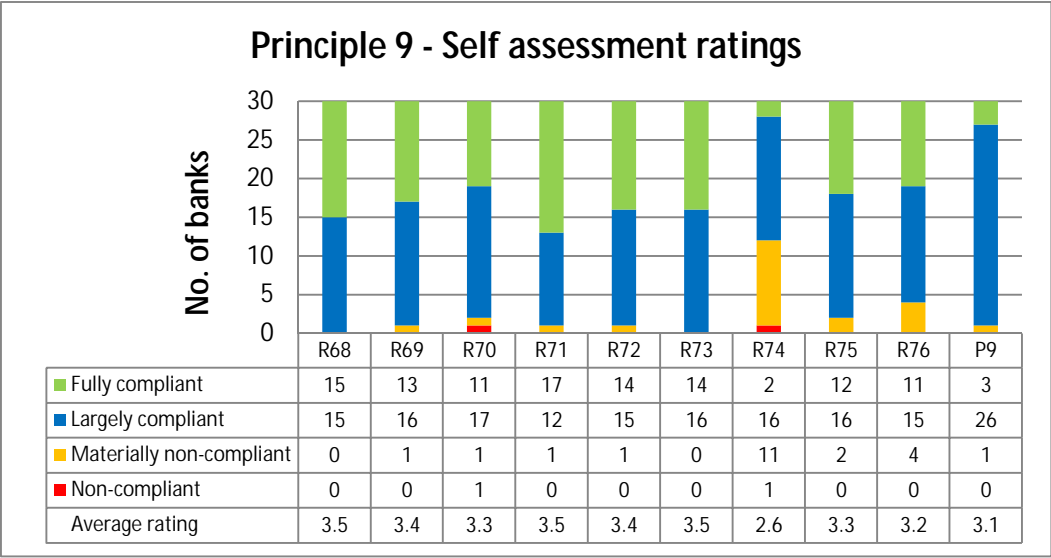 Principle 9 - Self assessment ratings
No. of banks
30
25
20
15
10
5
0
R68 R69 R70 R71 R72 R73 R74 R75 R76 P9
Fully compliant 15 13 11 17 14 14 2 12 11 3
Largely compliant 15 16 17 12 15 16 16 16 15 26
Materially non-compliant 0 1 1 1 1 0 11 2 4 1
Non-compliant 0 0 1 0 0 0 1 0 0 0
Average rating 3.5 3.4 3.3 3.5 3.4 3.5 2.6 3.3 3.2 3.1